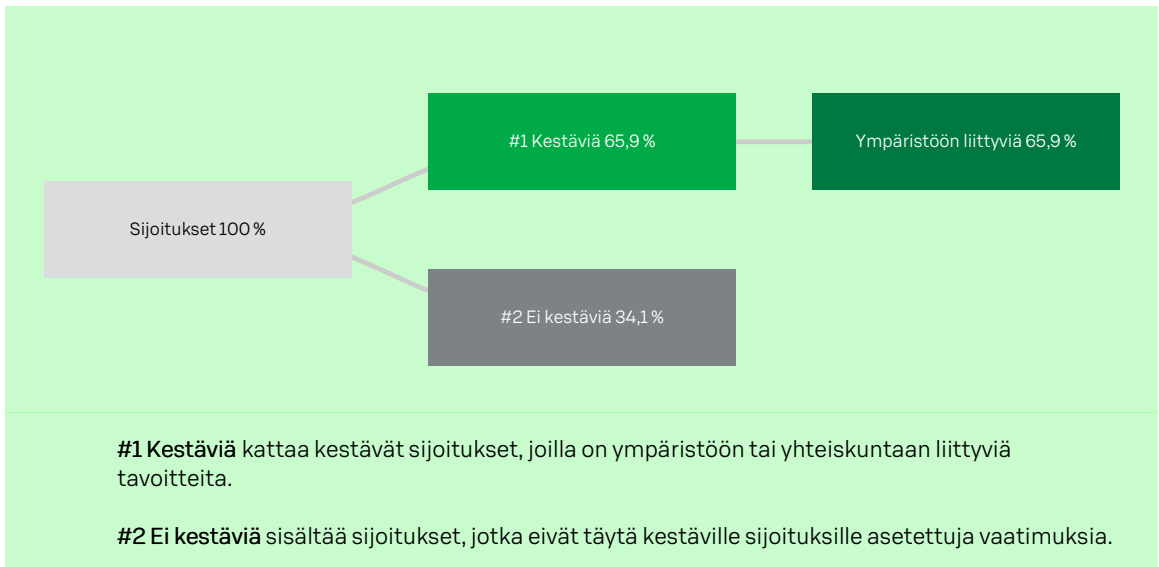 #1 Kestäviä 65,9 %
Ympäristöön liittyviä 65,9 %
Sijoitukset 100 %
#2 Ei kestäviä 34,1 %
#1 Kestäviä kattaa kestävät sijoitukset, joilla on ympäristöön tai yhteiskuntaan liittyviä
tavoitteita.
#2 Ei kestäviä sisältää sijoitukset, jotka eivät täytä kestäville sijoituksille asetettuja vaatimuksia.